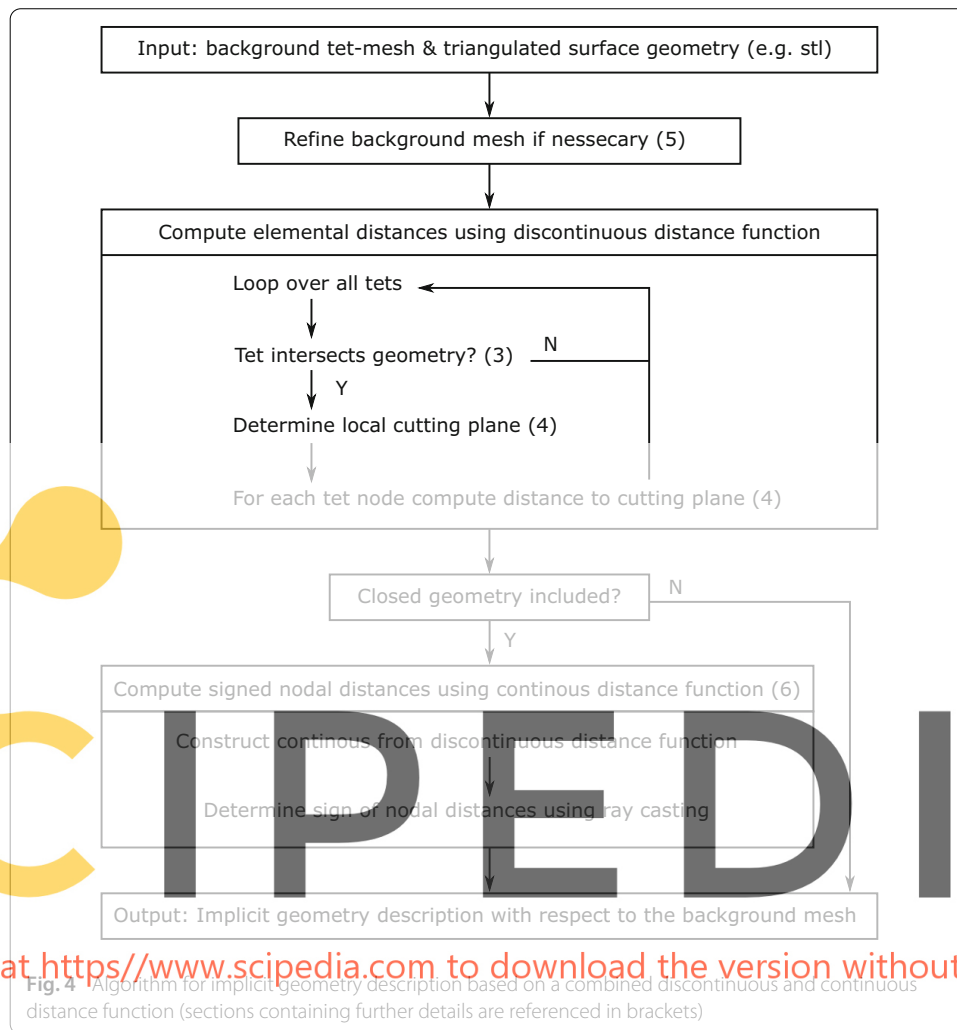 Input: background tet-mesh & triangulated surface geometry (e.g. stl)
Refine background mesh if nessecary (5)
Compute elemental distances using discontinuous distance function
Loop over all tets
Tet intersects geometry? (3)
N
Y
Determine local cutting plane (4)
For each tet node compute distance to cutting plane (4)
Closed geometry included?
N
Y
Compute signed nodal distances using continous distance function (6)
Construct continous from discontinuous distance function
CIPEDI
Determine sign of nodal distances using ray casting
Output: Implicit geometry description with respect to the background mesh
at https//www.scipedia.com to download the version without
Fig. 4 Algorithm for implicit geometry description based on a combined discontinuous and continuous
distance function (sections containing further details are referenced in brackets)